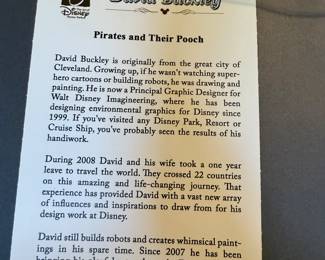 Disney
David Buckley
Pirates and Their Pooch
David Buckley is originally from the great city of
Cleveland. Growing up, if he wasn't watching super-
hero cartoons or building robots, he was drawing and
painting. He is now a Principal Graphic Designer for
Walt Disney Imagineering, where he has been
designing environmental graphics for Disney since
1999. If you've visited any Disney Park, Resort or
Cruise Ship, you've probably seen the results of his
handiwork.
During 2008 David and his wife took a one year
leave to travel the world. They crossed 22 countries
on this amazing and life-changing journey. That
experience has provided David with a vast new array
of influences and inspirations to draw from for his
design work at Disney.
David still builds robots and creates whimsical paint-
ings in his spare time. Since 2007 he has been